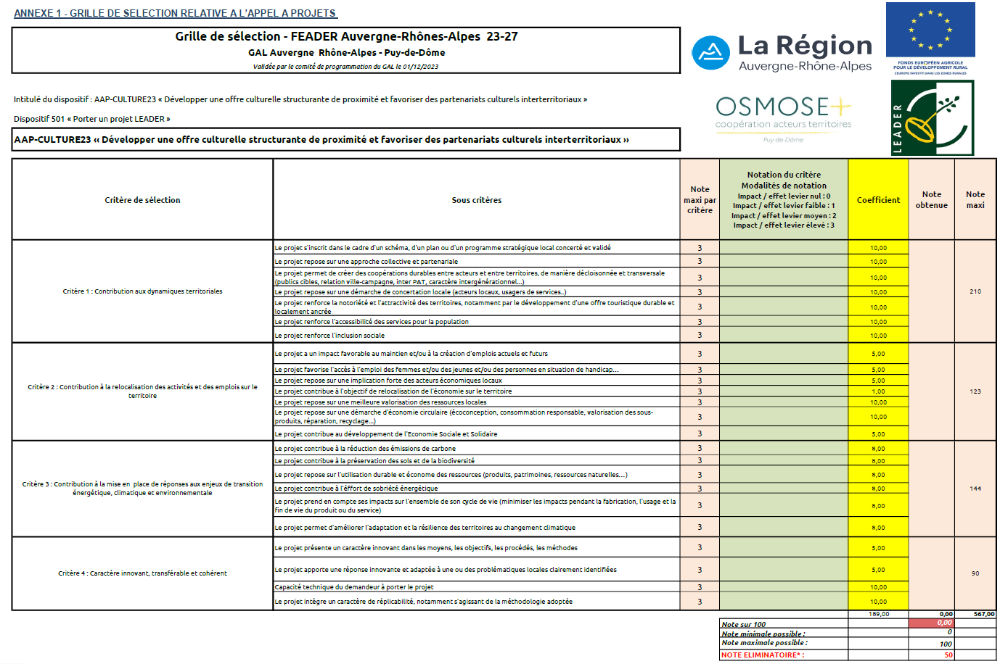 ANNEXE 1 - GRILLE DE SELECTION RELATIVE A L'APPEL A PROJETS
Grille de sélection - FEADER Auvergne-Rhônes-Alpes 23-27
GAL Auvergne Rhône-Alpes - Puy-de-Dôme
Validée par le comité de programmation du GAL le 01/12/2023
La Région
Auvergne-Rhône-Alpes
FONDS EUROPÉEN AGRICOLE
POUR LE DÉVELOPPEMENT RURAL
L'EUROPE INVESTIT DANS LES ZONES RURALES
Intitulé du dispositif : AAP-CULTURE23 « Développer une offre culturelle structurante de proximité et favoriser des partenariats culturels interterritoriaux »
Dispositif 501 « Porter un projet LEADER »
AAP-CULTURE23 « Développer une offre culturelle structurante de proximité et favoriser des partenariats culturels interterritoriaux »
OSMOSE+
coopération acteurs territoires
Puy-de-Dôme
LEADER
Critère de sélection
Sous critères
Note
maxi par
critère
Notation du critère
Modalités de notation
Impact / effet levier nul : 0
Impact / effet levier faible : 1
Impact / effet levier moyen : 2
Impact / effet levier élevé : 3
Coefficient
Note
obtenue
Note
maxi
Critère 1 : Contribution aux dynamiques territoriales
Le projet s'inscrit dans le cadre d'un schéma, d'un plan ou d'un programme stratégique local concerté et validé 3 10,00
Le projet repose sur une approche collective et partenariale 3 10,00
Le projet permet de créer des coopérations durables entre acteurs et entre territoires, de manière décloisonnée et transversale
(publics cibles, relation ville-campagne, inter PAT, caractère intergénérationnel...) 3 10,00
Le projet repose sur une démarche de concertation locale (acteurs locaux, usagers de services..) 3 10,00
Le projet renforce la notoriété et l'attractivité des territoires, notamment par le développement d'une offre touristique durable et
localement ancrée 3 10,00
Le projet renforce l'accessibilité des services pour la population 3 10,00
Le projet renforce l'inclusion sociale 3 10,00
210
Critère 2 : Contribution à la relocalisation des activités et des emplois sur le
territoire
Le projet a un impact favorable au maintien et/ou à la création d'emplois actuels et futurs 3 5,00
Le projet favorise l'accès à l'emploi des femmes et/ou des jeunes et/ou des personnes en situation de handicap... 3 5,00
Le projet repose sur une implication forte des acteurs économiques locaux 3 5,00
Le projet contribue à l'objectif de relocalisation de l'économie sur le territoire 3 1,00
Le projet repose sur une meilleure valorisation des ressources locales 3 10,00
Le projet repose sur une démarche d'économie circulaire (écoconception, consommation responsable, valorisation des sous-
produits, réparation, recyclage...) 3 10,00
Le projet contribue au développement de l'Economie Sociale et Solidaire 3 5,00
123
Critère 3 : Contribution à la mise en place de réponses aux enjeux de transition
énergétique, climatique et environnementale
Le projet contribue à la réduction des émissions de carbone 3 8,00
Le projet contribue à la préservation des sols et de la biodiversité 3 8,00
Le projet repose sur l'utilisation durable et économe des ressources (produits, patrimoines, ressources naturelles...) 3 8,00
Le projet contribue à l'éffort de sobriété énergétique 3 8,00
Le projet prend en compte ses impacts sur l'ensemble de son cycle de vie (minimiser les impacts pendant la fabrication, l'usage et la
fin de vie du produit ou du service) 3 8,00
Le projet permet d'améliorer l'adaptation et la résilience des territoires au changement climatique 3 8,00
144
Critère 4 : Caractère innovant, transférable et cohérent
Le projet présente un caractère innovant dans les moyens, les objectifs, les procédés, les méthodes 3 5,00
Le projet apporte une réponse innovante et adaptée à une ou des problématiques locales clairement identifiées 3 5,00
Capacité technique du demandeur à porter le projet 3 10,00
Le projet intègre un caractère de réplicabilité, notamment s'agissant de la méthodologie adoptée 3 10,00
90
189,00 0,00 567,00
Note sur 100 0,00
Note minimale possible : 0
Note maximale possible : 100
NOTE ELIMINATOIRE* : 50